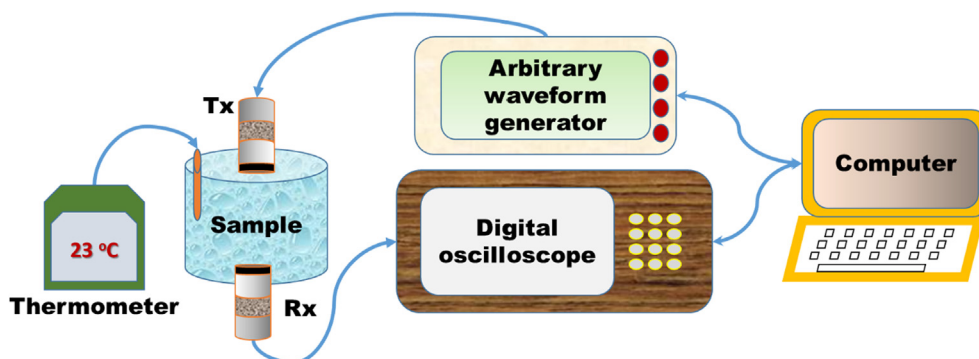 Tx
Arbitrary
waveform
generator
Computer
Sample
Digital
oscilloscope
23 °C
Thermometer
Rx